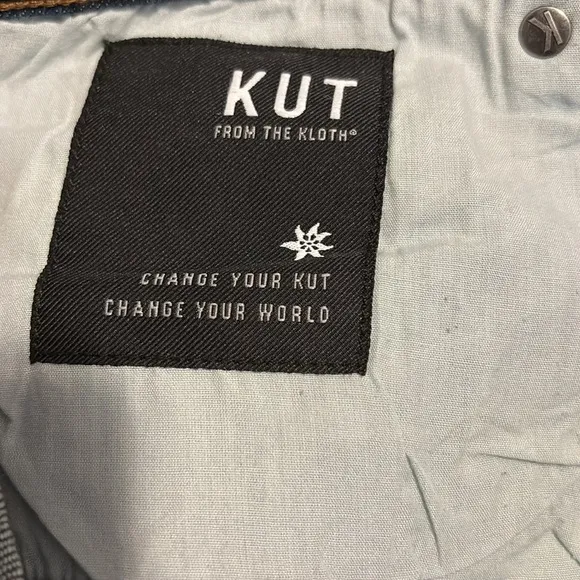 KUT
FROM THE KLOTH®
CHANGE YOUR KUT
CHANGE YOUR WORLD
K